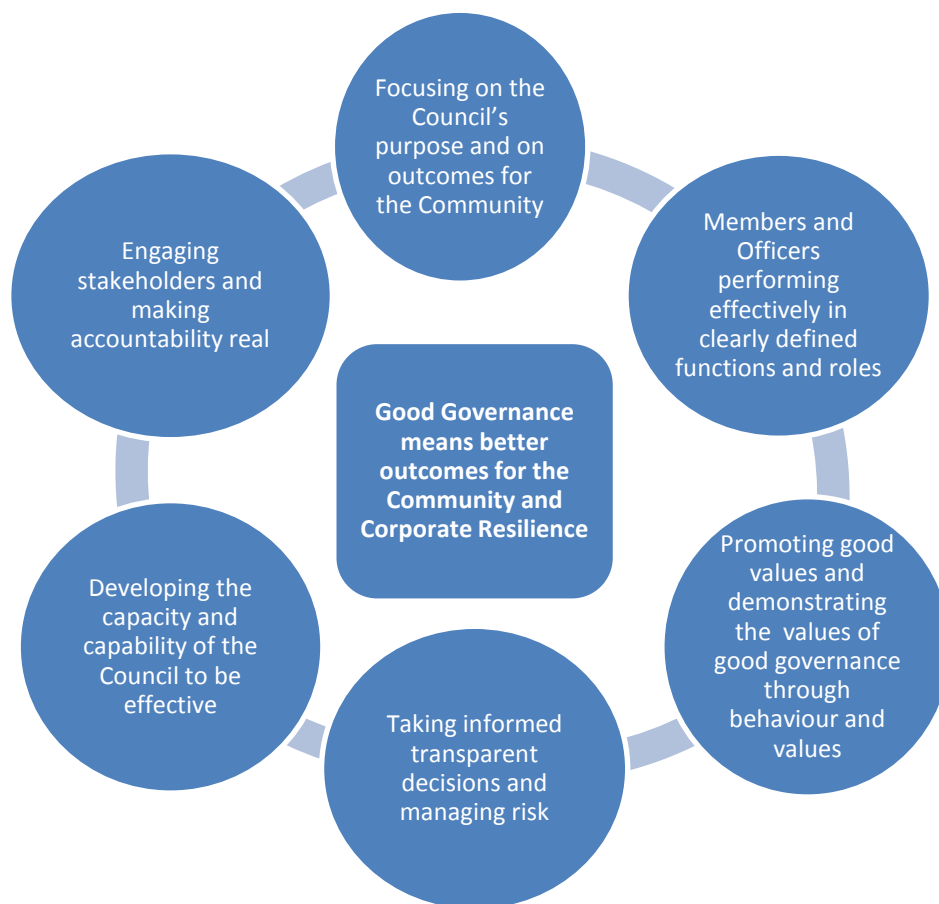 Focusing on the
Council’s
purpose and on
outcomes for
the Community
Members and
Officers
performing
effectively in
clearly defined
functions and roles
Promoting good
values and
demonstrating
the values of
good governance
through
behaviour and
values
Taking informed
transparent
decisions and
managing risk
Developing the
capacity and
capability of the
Council to be
effective
Engaging
stakeholders and
making
accountability real
Good Governance
means better
outcomes for the
Community and
Corporate Resilience